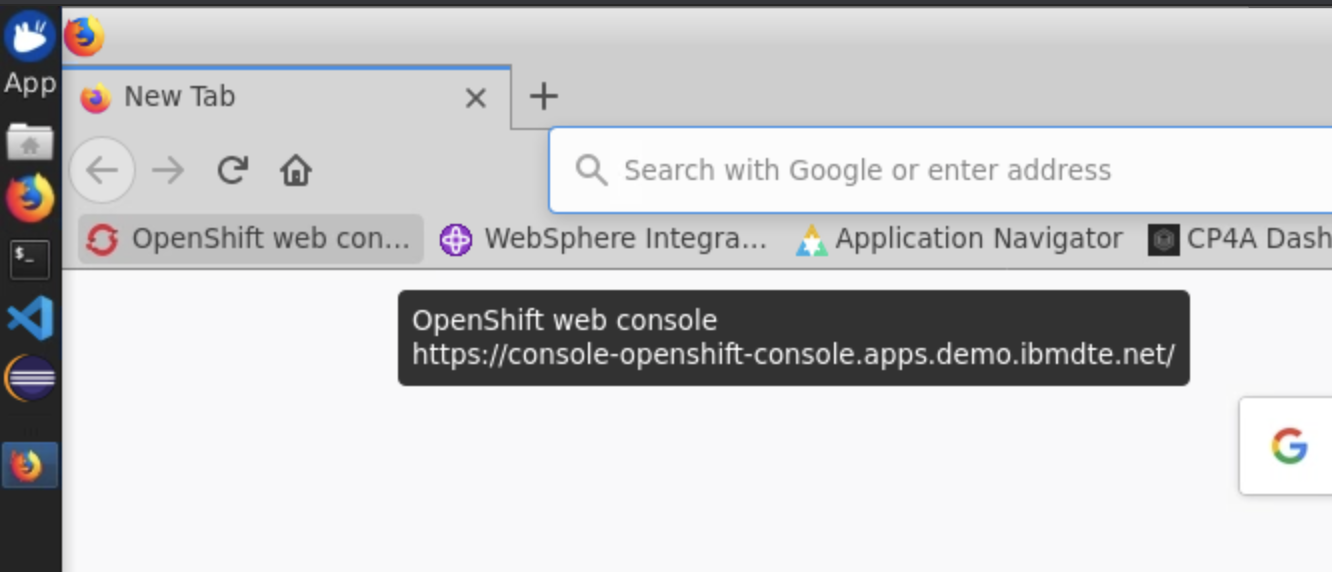 App
New Tab
Search with Google or enter address
OpenShift web con...
WebSphere Integra...
Application Navigator
CP4A Dash
OpenShift web console
https://console-openshift-console.apps.demo.ibmdte.net/
$_
G